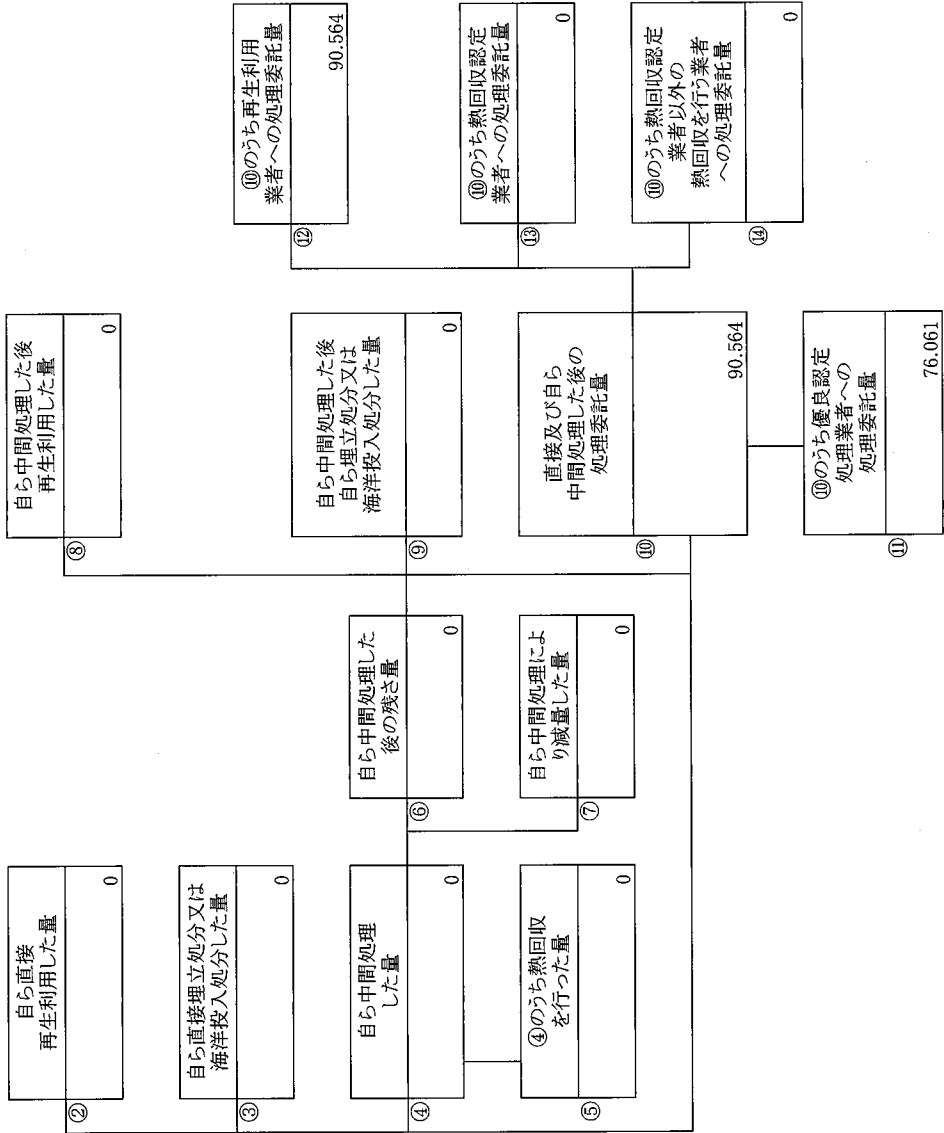 ②
自ら直接
再生利用した量
0
③
自ら直接埋立処分又は
海洋投入処分した量
0
④
自ら中間処理
した量
0
⑤
④のうち熱回収
を行った量
0
⑥
自ら中間処理した
後の残さ量
0
⑦
自ら中間処理によ
り減量した量
0
⑧
自ら中間処理した後
再生利用した量
0
⑨
自ら中間処理した後
自ら埋立処分又は
海洋投入処分した量
0
⑩
直接及び自ら
中間処理した後の
処理委託量
90.564
⑪
⑩のうち優良認定
処理業者への
処理委託量
76.061
⑫
⑩のうち再生利用
業者への処理委託量
90.564
⑬
⑩のうち熱回収認定
業者への処理委託量
0
⑭
⑩のうち熱回収認定
業者以外の
熱回収を行う業者
への処理委託量
0